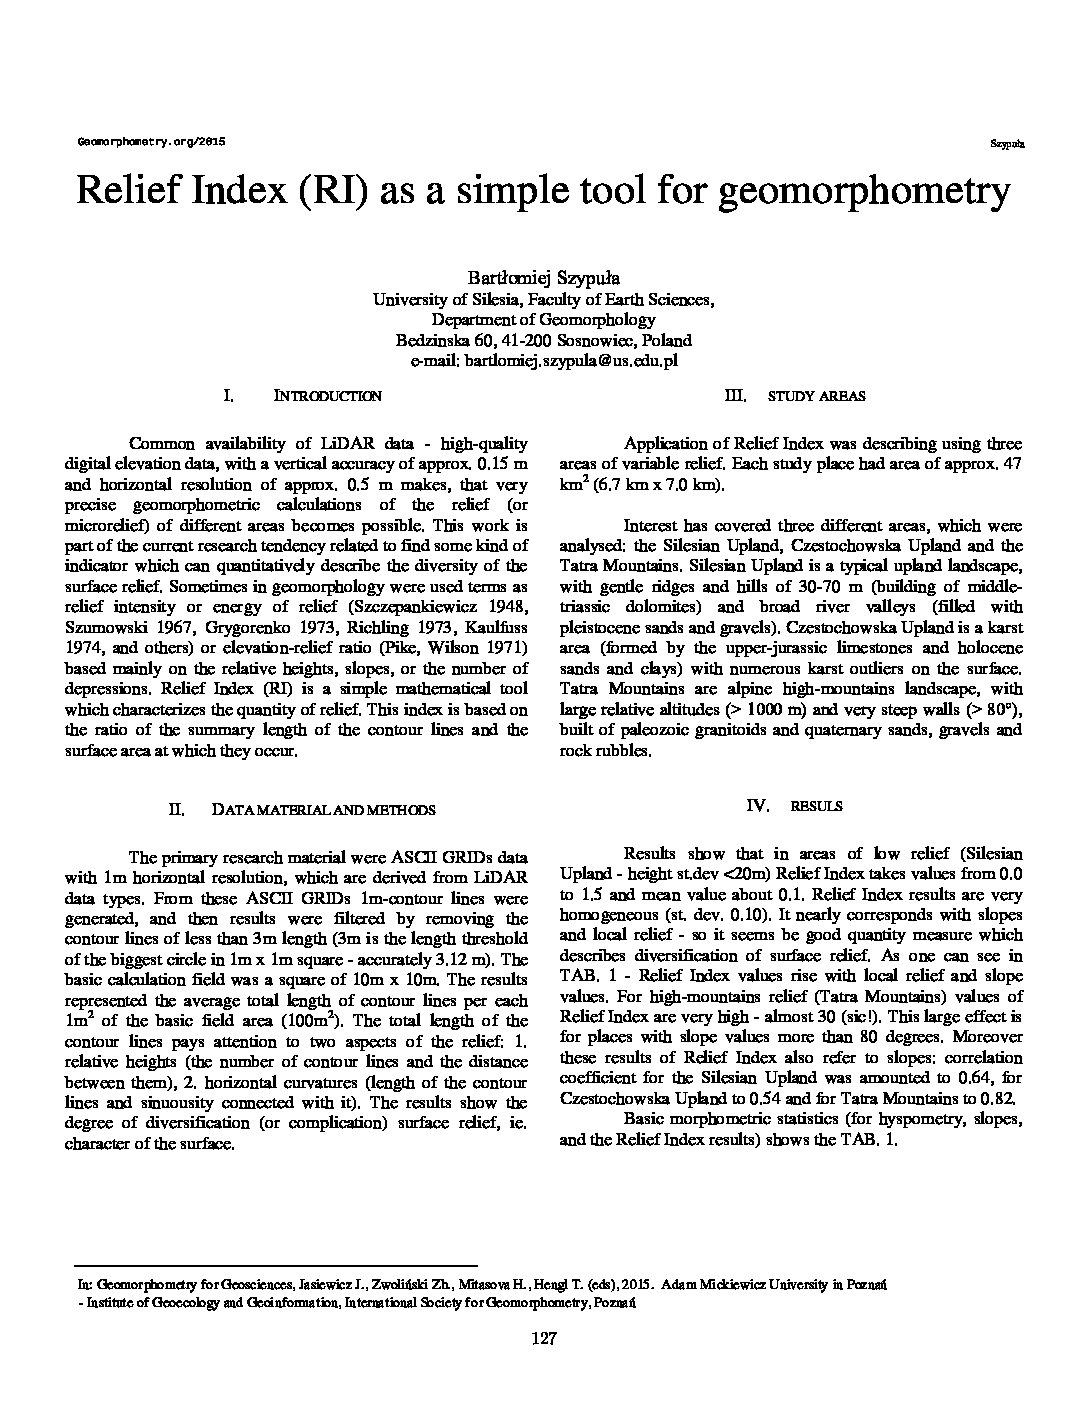 Geomorphometry.org/2015
Szypuła
Relief Index (RI) as a simple tool for geomorphometry
Bartłomiej Szypuła
University of Silesia, Faculty of Earth Sciences,
Department of Geomorphology
Bedzinska 60, 41-200 Sosnowiec, Poland
e-mail: bartlomiej.szypula@us.edu.pl
I. INTRODUCTION
Common availability of LiDAR data - high-quality
digital elevation data, with a vertical accuracy of approx. 0.15 m
and horizontal resolution of approx. 0.5 m makes, that very
precise geomorphometric calculations of the relief (or
microrelief) of different areas becomes possible. This work is
part of the current research tendency related to find some kind of
indicator which can quantitatively describe the diversity of the
surface relief. Sometimes in geomorphology were used terms as
relief intensity or energy of relief (Szczepankiewicz 1948,
Szumowski 1967, Grygorenko 1973, Richling 1973, Kaulfuss
1974, and others) or elevation-relief ratio (Pike, Wilson 1971)
based mainly on the relative heights, slopes, or the number of
depressions. Relief Index (RI) is a simple mathematical tool
which characterizes the quantity of relief. This index is based on
the ratio of the summary length of the contour lines and the
surface area at which they occur.
II. DATA MATERIAL AND METHODS
The primary research material were ASCII GRIDs data
with 1m horizontal resolution, which are derived from LiDAR
data types. From these ASCII GRIDs 1m-contour lines were
generated, and then results were filtered by removing the
contour lines of less than 3m length (3m is the length threshold
of the biggest circle in 1m x 1m square - accurately 3.12 m). The
basic calculation field was a square of 10m x 10m. The results
represented the average total length of contour lines per each
1m² of the basic field area (100m²). The total length of the
contour lines pays attention to two aspects of the relief: 1.
relative heights (the number of contour lines and the distance
between them), 2. horizontal curvatures (length of the contour
lines and sinuousity connected with it). The results show the
degree of diversification (or complication) surface relief, ie.
character of the surface.
III. STUDY AREAS
Application of Relief Index was describing using three
areas of variable relief. Each study place had area of approx. 47
km² (6.7 km x 7.0 km).
Interest has covered three different areas, which were
analysed: the Silesian Upland, Czestochowska Upland and the
Tatra Mountains. Silesian Upland is a typical upland landscape,
with gentle ridges and hills of 30-70 m (building of middle-
triassic dolomites) and broad river valleys (filled with
pleistocene sands and gravels). Czestochowska Upland is a karst
area (formed by the upper-jurassic limestones and holocene
sands and clays) with numerous karst outliers on the surface.
Tatra Mountains are alpine high-mountains landscape, with
large relative altitudes (> 1000 m) and very steep walls (> 80°),
built of paleozoic granitoids and quaternary sands, gravels and
rock rubbles.
IV. RESULS
Results show that in areas of low relief (Silesian
Upland - height st.dev <20m) Relief Index takes values from 0.0
to 1.5 and mean value about 0.1. Relief Index results are very
homogeneous (st. dev. 0.10). It nearly corresponds with slopes
and local relief - so it seems be good quantity measure which
describes diversification of surface relief. As one can see in
TAB. 1 - Relief Index values rise with local relief and slope
values. For high-mountains relief (Tatra Mountains) values of
Relief Index are very high - almost 30 (sic!). This large effect is
for places with slope values more than 80 degrees. Moreover
these results of Relief Index also refer to slopes: correlation
coefficient for the Silesian Upland was amounted to 0.64, for
Czestochowska Upland to 0.54 and for Tatra Mountains to 0.82.
Basic morphometric statistics (for hyspometry, slopes,
and the Relief Index results) shows the TAB. 1.
In: Geomorphometry for Geosciences, Jasiewicz J., Zwoliński Zb., Mitasova H., Hengl T. (eds), 2015. Adam Mickiewicz University in Poznań
- Institute of Geoecology and Geoinformation, International Society for Geomorphometry, Poznań
127